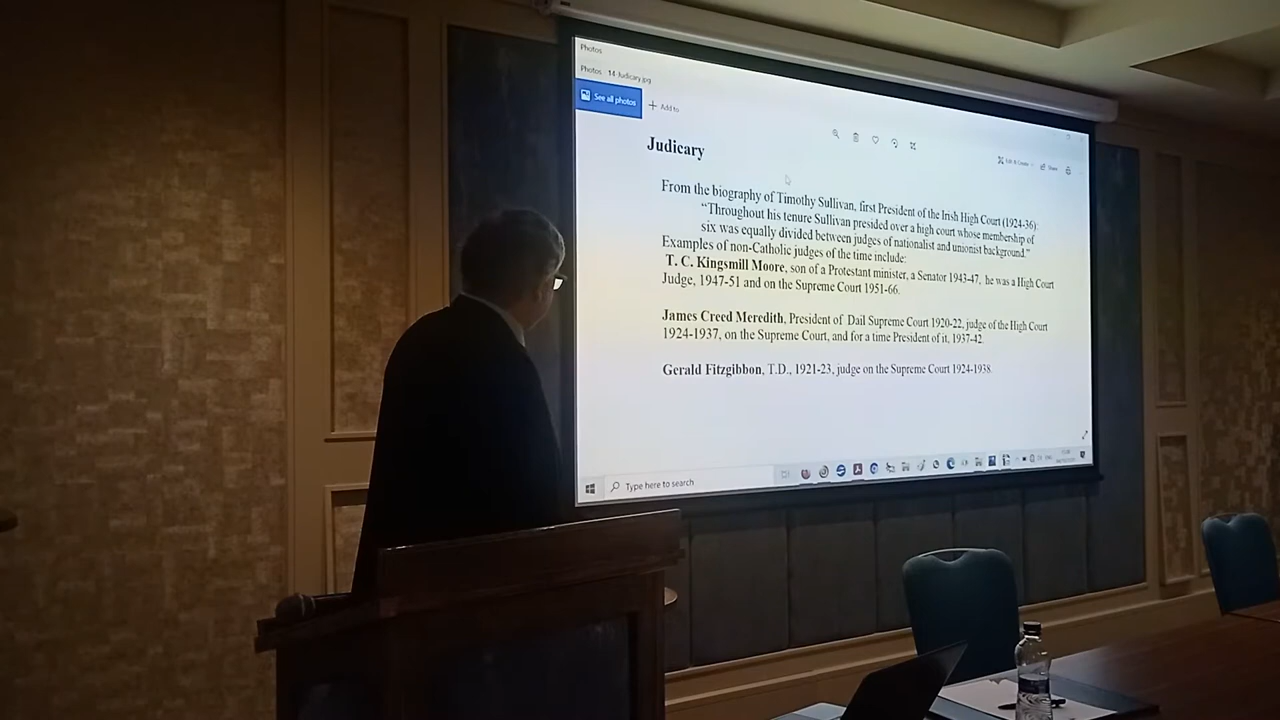 Photos
Photos - 14-Judicary.jpg
See all photos
Add to
Edit & Create
Share
Judicary
From the biography of Timothy Sullivan, first President of the Irish High Court (1924-36):
“Throughout his tenure Sullivan presided over a high court whose membership of
six was equally divided between judges of nationalist and unionist background.”
Examples of non-Catholic judges of the time include:
T. C. Kingsmill Moore, son of a Protestant minister, a Senator 1943-47, he was a High Court
Judge, 1947-51 and on the Supreme Court 1951-66.
James Creed Meredith, President of Dail Supreme Court 1920-22, judge of the High Court
1924-1937, on the Supreme Court, and for a time President of it, 1937-42.
Gerald Fitzgibbon, T.D., 1921-23, judge on the Supreme Court 1924-1938.
Type here to search